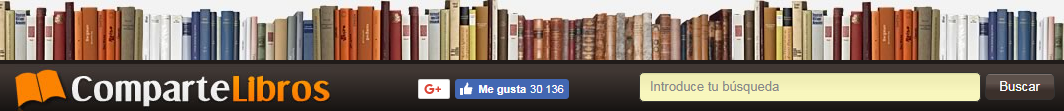 ComparteLibros
G+
Me gusta 30 136
Introduce tu búsqueda
Buscar